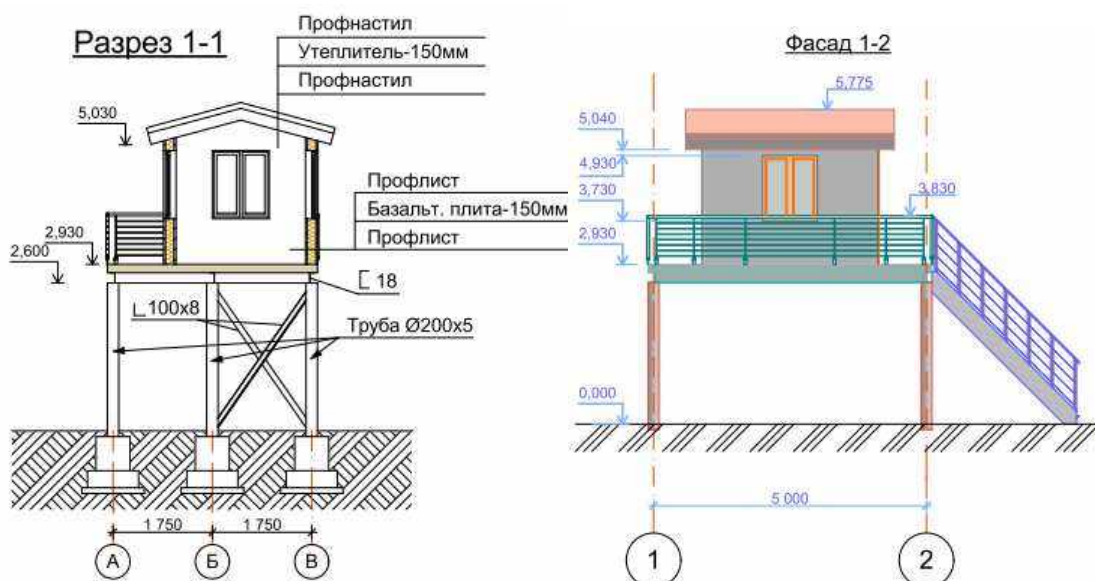 Разрез 1-1
Профнастил
Утеплитель-150мм
Профнастил
5,030
Профлист
Базальт. плита-150мм
Профлист
2,930
2,600
[ 18
∟100x8
Труба Ø200x5
1 750
1 750
А
Б
В
Фасад 1-2
5,775
5,040
4,930
3,730
3,830
2,930
0,000
5 000
1
2